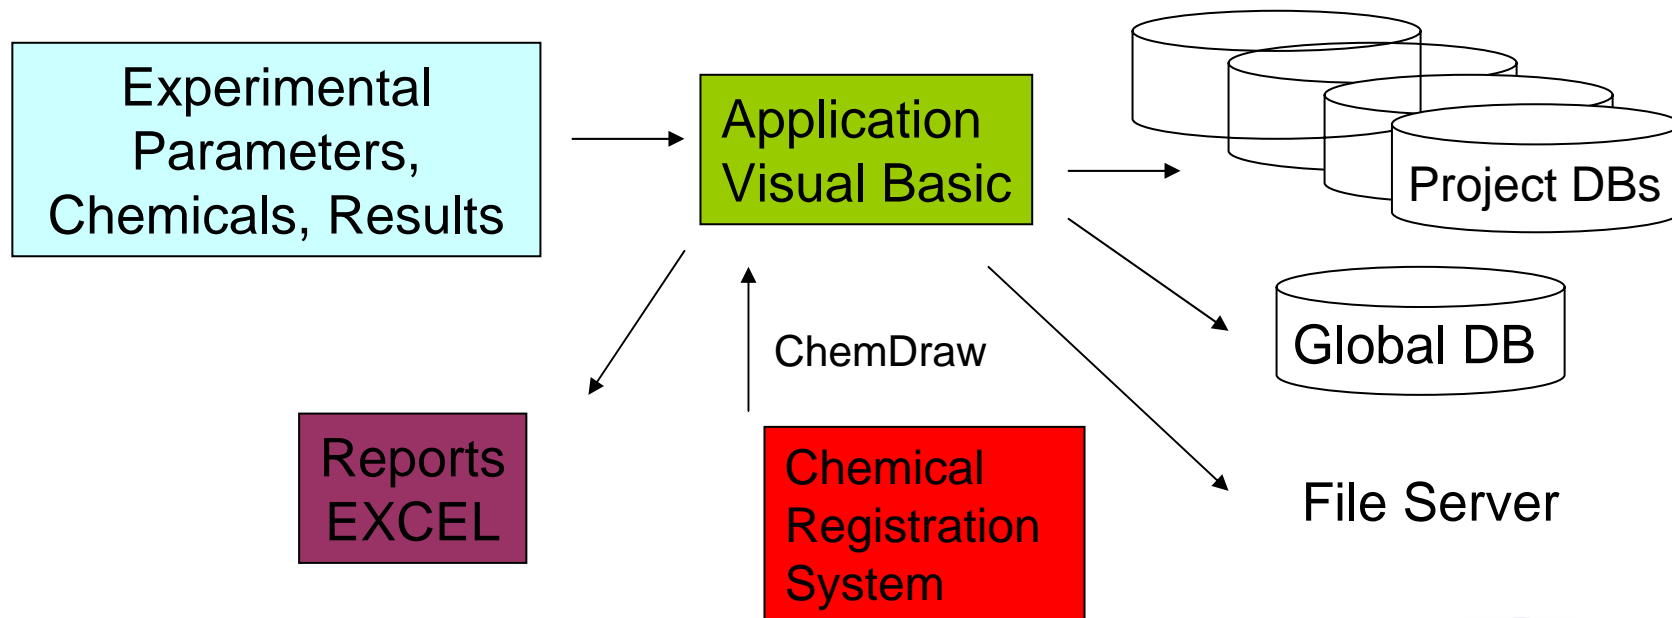 Experimental
Parameters,
Chemicals, Results
Application
Visual Basic
Project DBs
Global DB
ChemDraw
Reports
EXCEL
Chemical
Registration
System
File Server